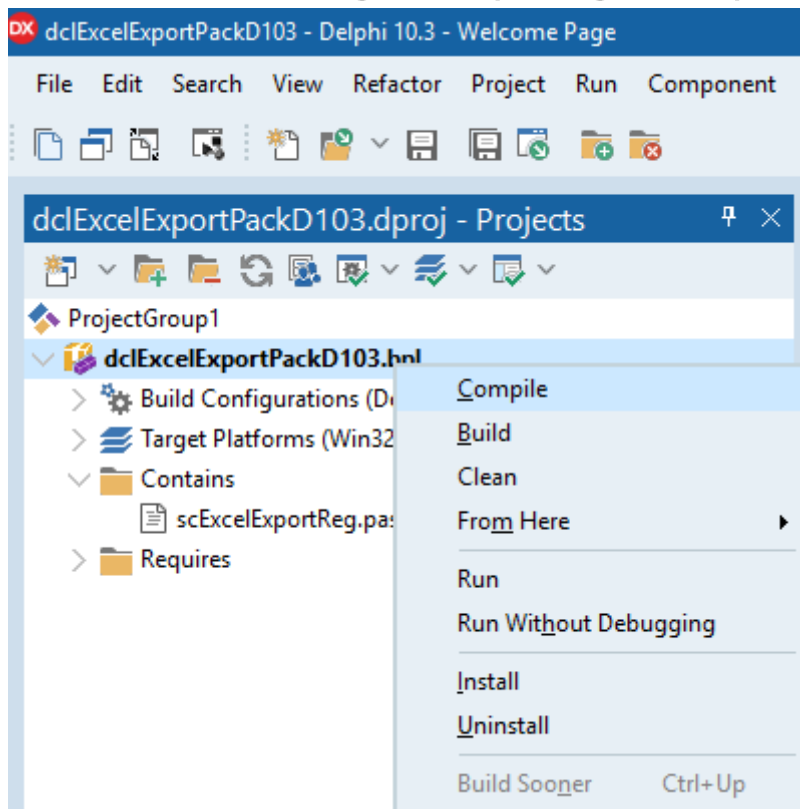 DX dclExcelExportPackD103 - Delphi 10.3 - Welcome Page
File Edit Search View Refactor Project Run Component
dclExcelExportPackD103.dproj - Projects
ProjectGroup1
dclExcelExportPackD103.bpl
Build Configurations (De
Target Platforms (Win32
Contains
scExcelExportReg.pas
Requires
Compile
Build
Clean
From Here
Run
Run Without Debugging
Install
Uninstall
Build Sooner Ctrl+Up